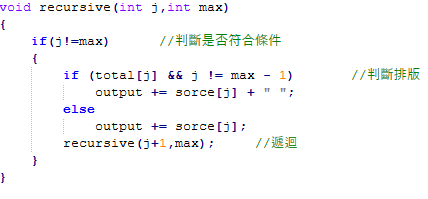 void recursive(int j,int max)
{
    if(j!=max)      //判斷是否符合條件
    {
        if (total[j] && j != max - 1)       //判斷排版
            output += sorce[j] + " ";
        else
            output += sorce[j];
        recursive(j+1,max);     //遞迴
    }
}